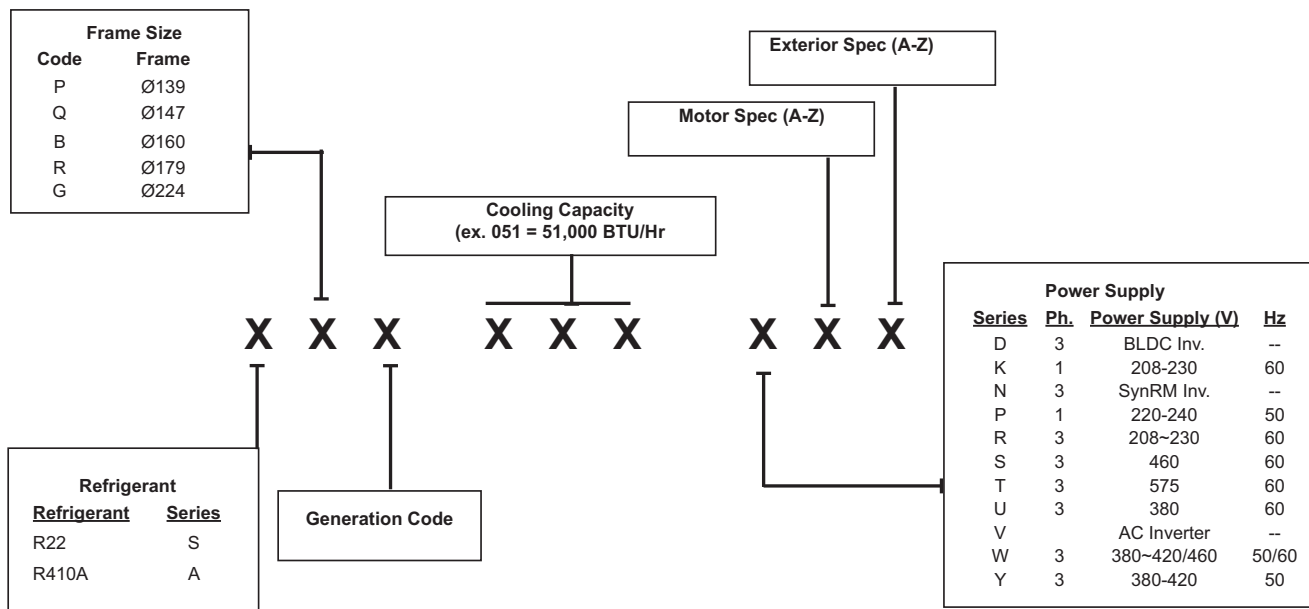 Frame Size
Code Frame
P Ø139
Q Ø147
B Ø160
R Ø179
G Ø224
Exterior Spec (A-Z)
Motor Spec (A-Z)
Cooling Capacity
(ex. 051 = 51,000 BTU/Hr
X X X X X X X X X
Refrigerant
Refrigerant Series
R22 S
R410A A
Generation Code
Power Supply
Series Ph. Power Supply (V) Hz
D 3 BLDC Inv. --
K 1 208-230 60
N 3 SynRM Inv. --
P 1 220-240 50
R 3 208~230 60
S 3 460 60
T 3 575 60
U 3 380 60
V AC Inverter --
W 3 380~420/460 50/60
Y 3 380-420 50